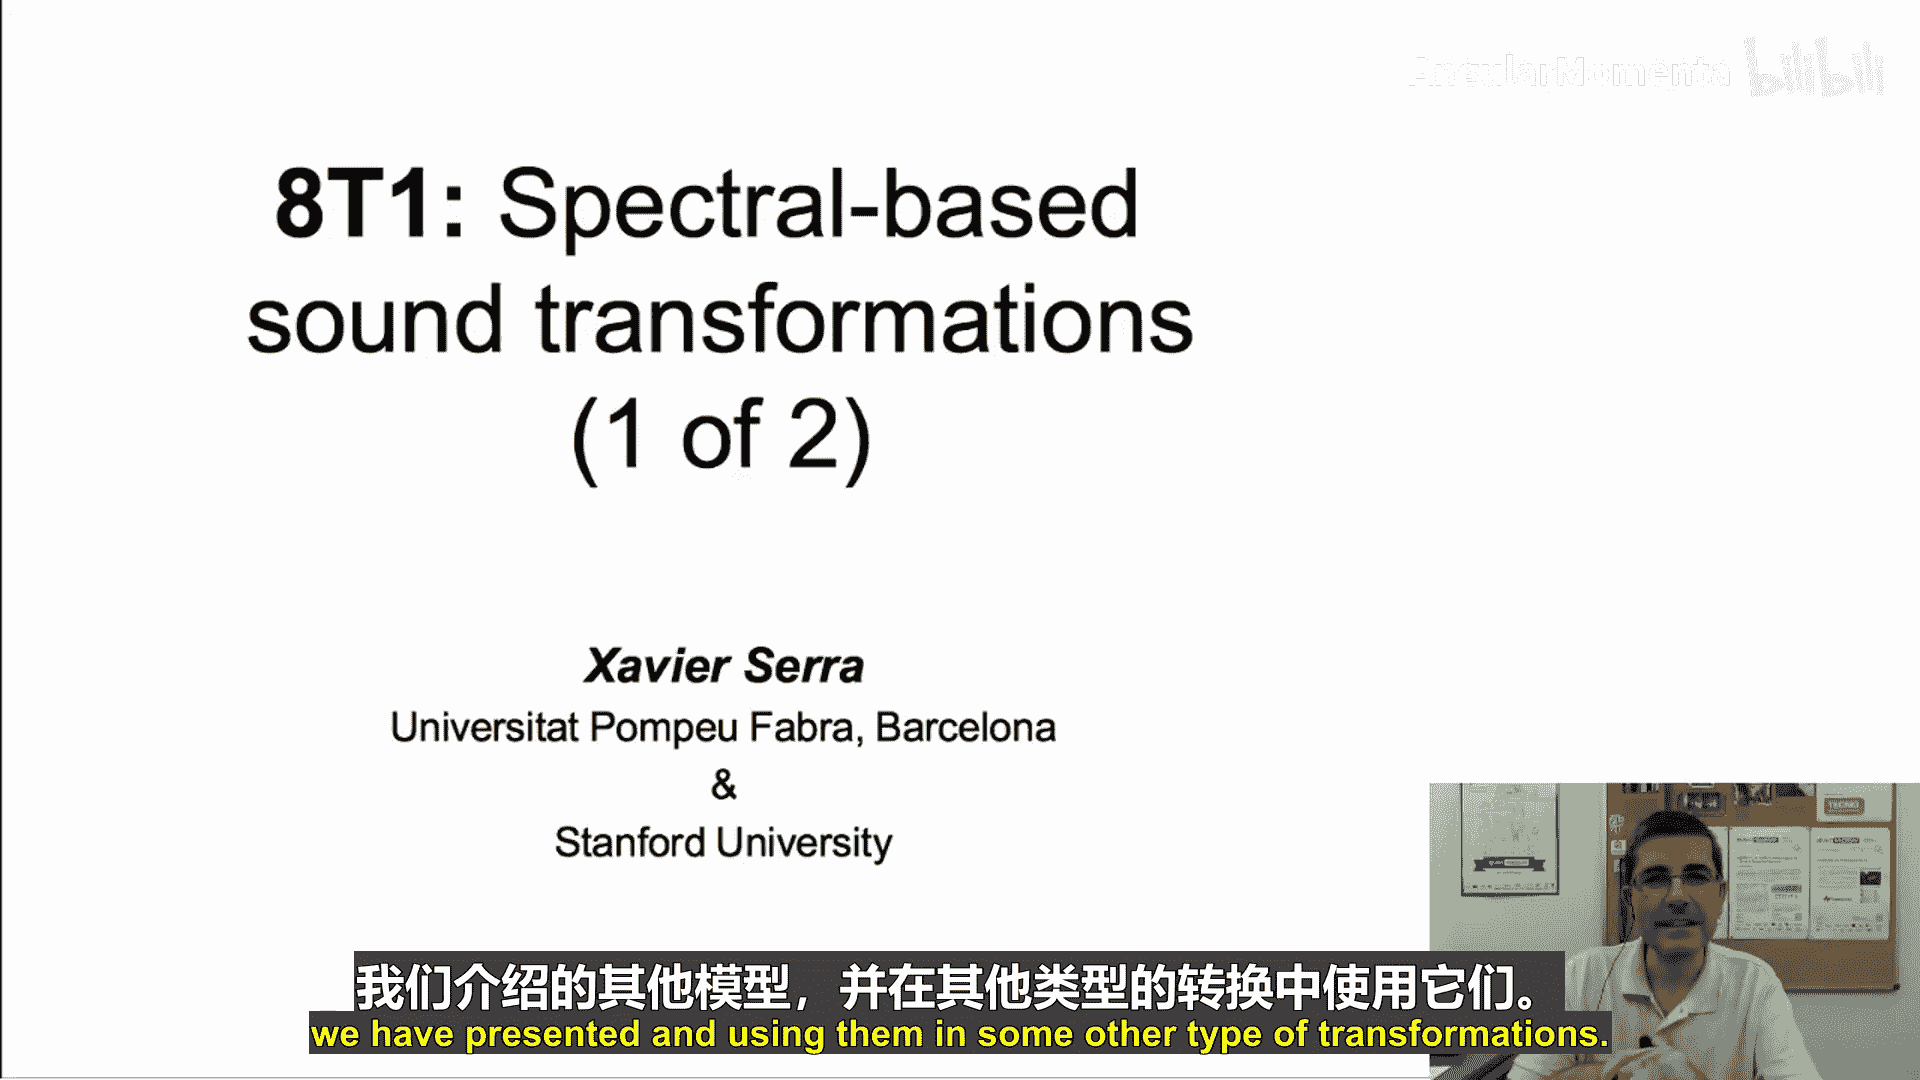 bilibili
8T1: Spectral-based
sound transformations
(1 of 2)
Xavier Serra
Universitat Pompeu Fabra, Barcelona
&
Stanford University
TECNIO
我们介绍的其他模型，并在其他类型的转换中使用它们。
we have presented and using them in some other type of transformations.